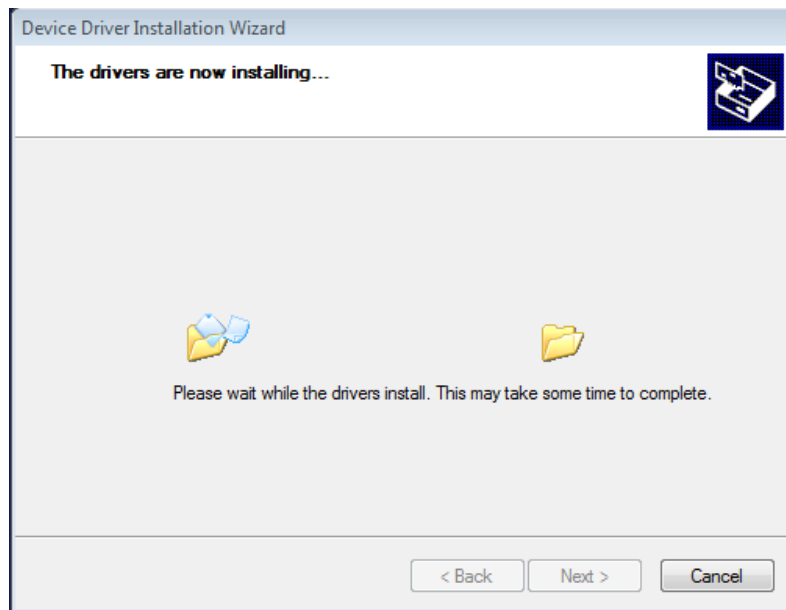 Device Driver Installation Wizard
The drivers are now installing...
Please wait while the drivers install. This may take some time to complete.
< Back
Next >
Cancel